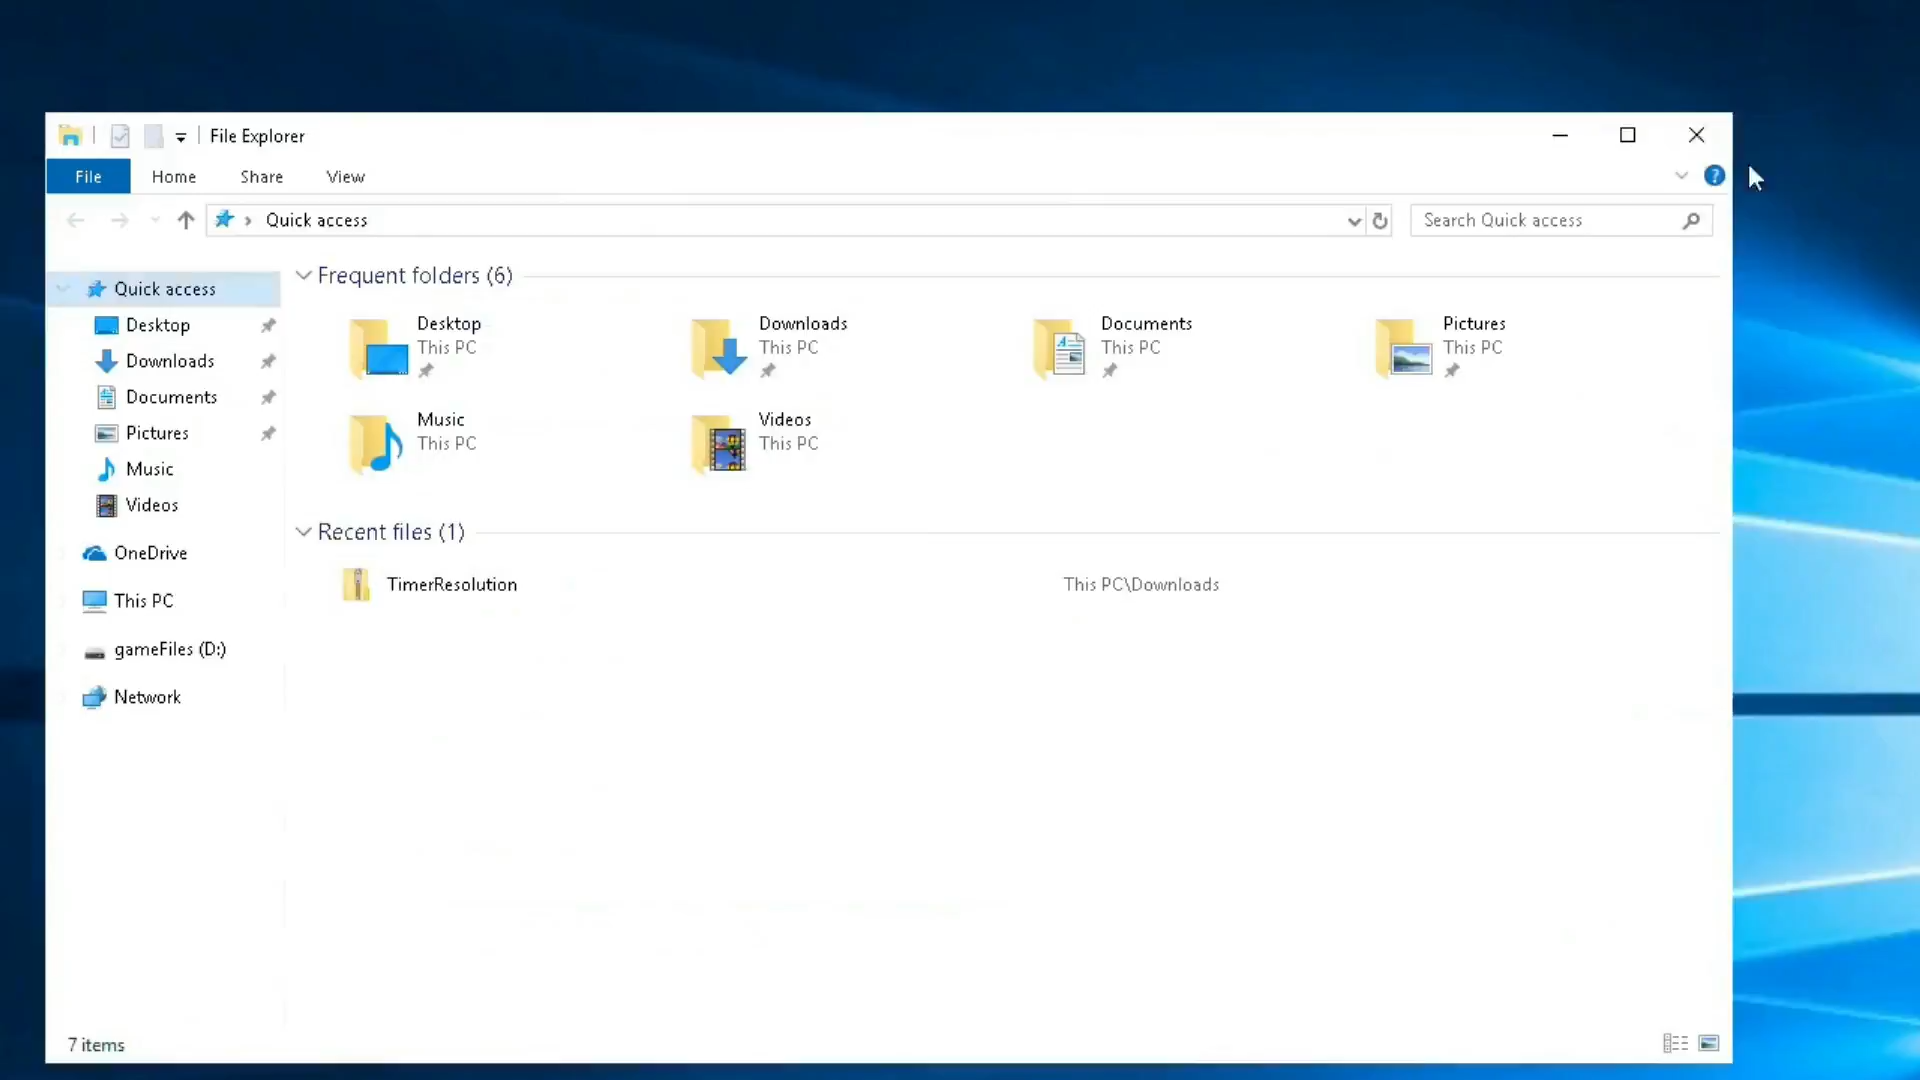 File Explorer
File Home Share View
Quick access
Search Quick access
Quick access
Desktop
Downloads
Documents
Pictures
Music
Videos
OneDrive
This PC
gameFiles (D:)
Network
Frequent folders (6)
Desktop
This PC
Downloads
This PC
Documents
This PC
Pictures
This PC
Music
This PC
Videos
This PC
Recent files (1)
TimerResolution This PC\Downloads
7 items